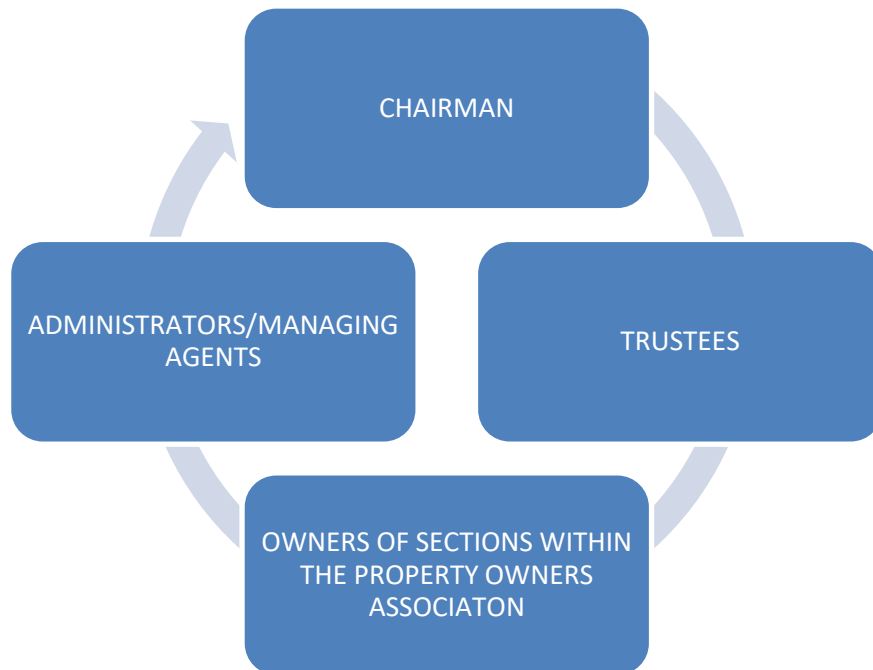 CHAIRMAN
ADMINISTRATORS/MANAGING
AGENTS
TRUSTEES
OWNERS OF SECTIONS WITHIN
THE PROPERTY OWNERS
ASSOCIATON